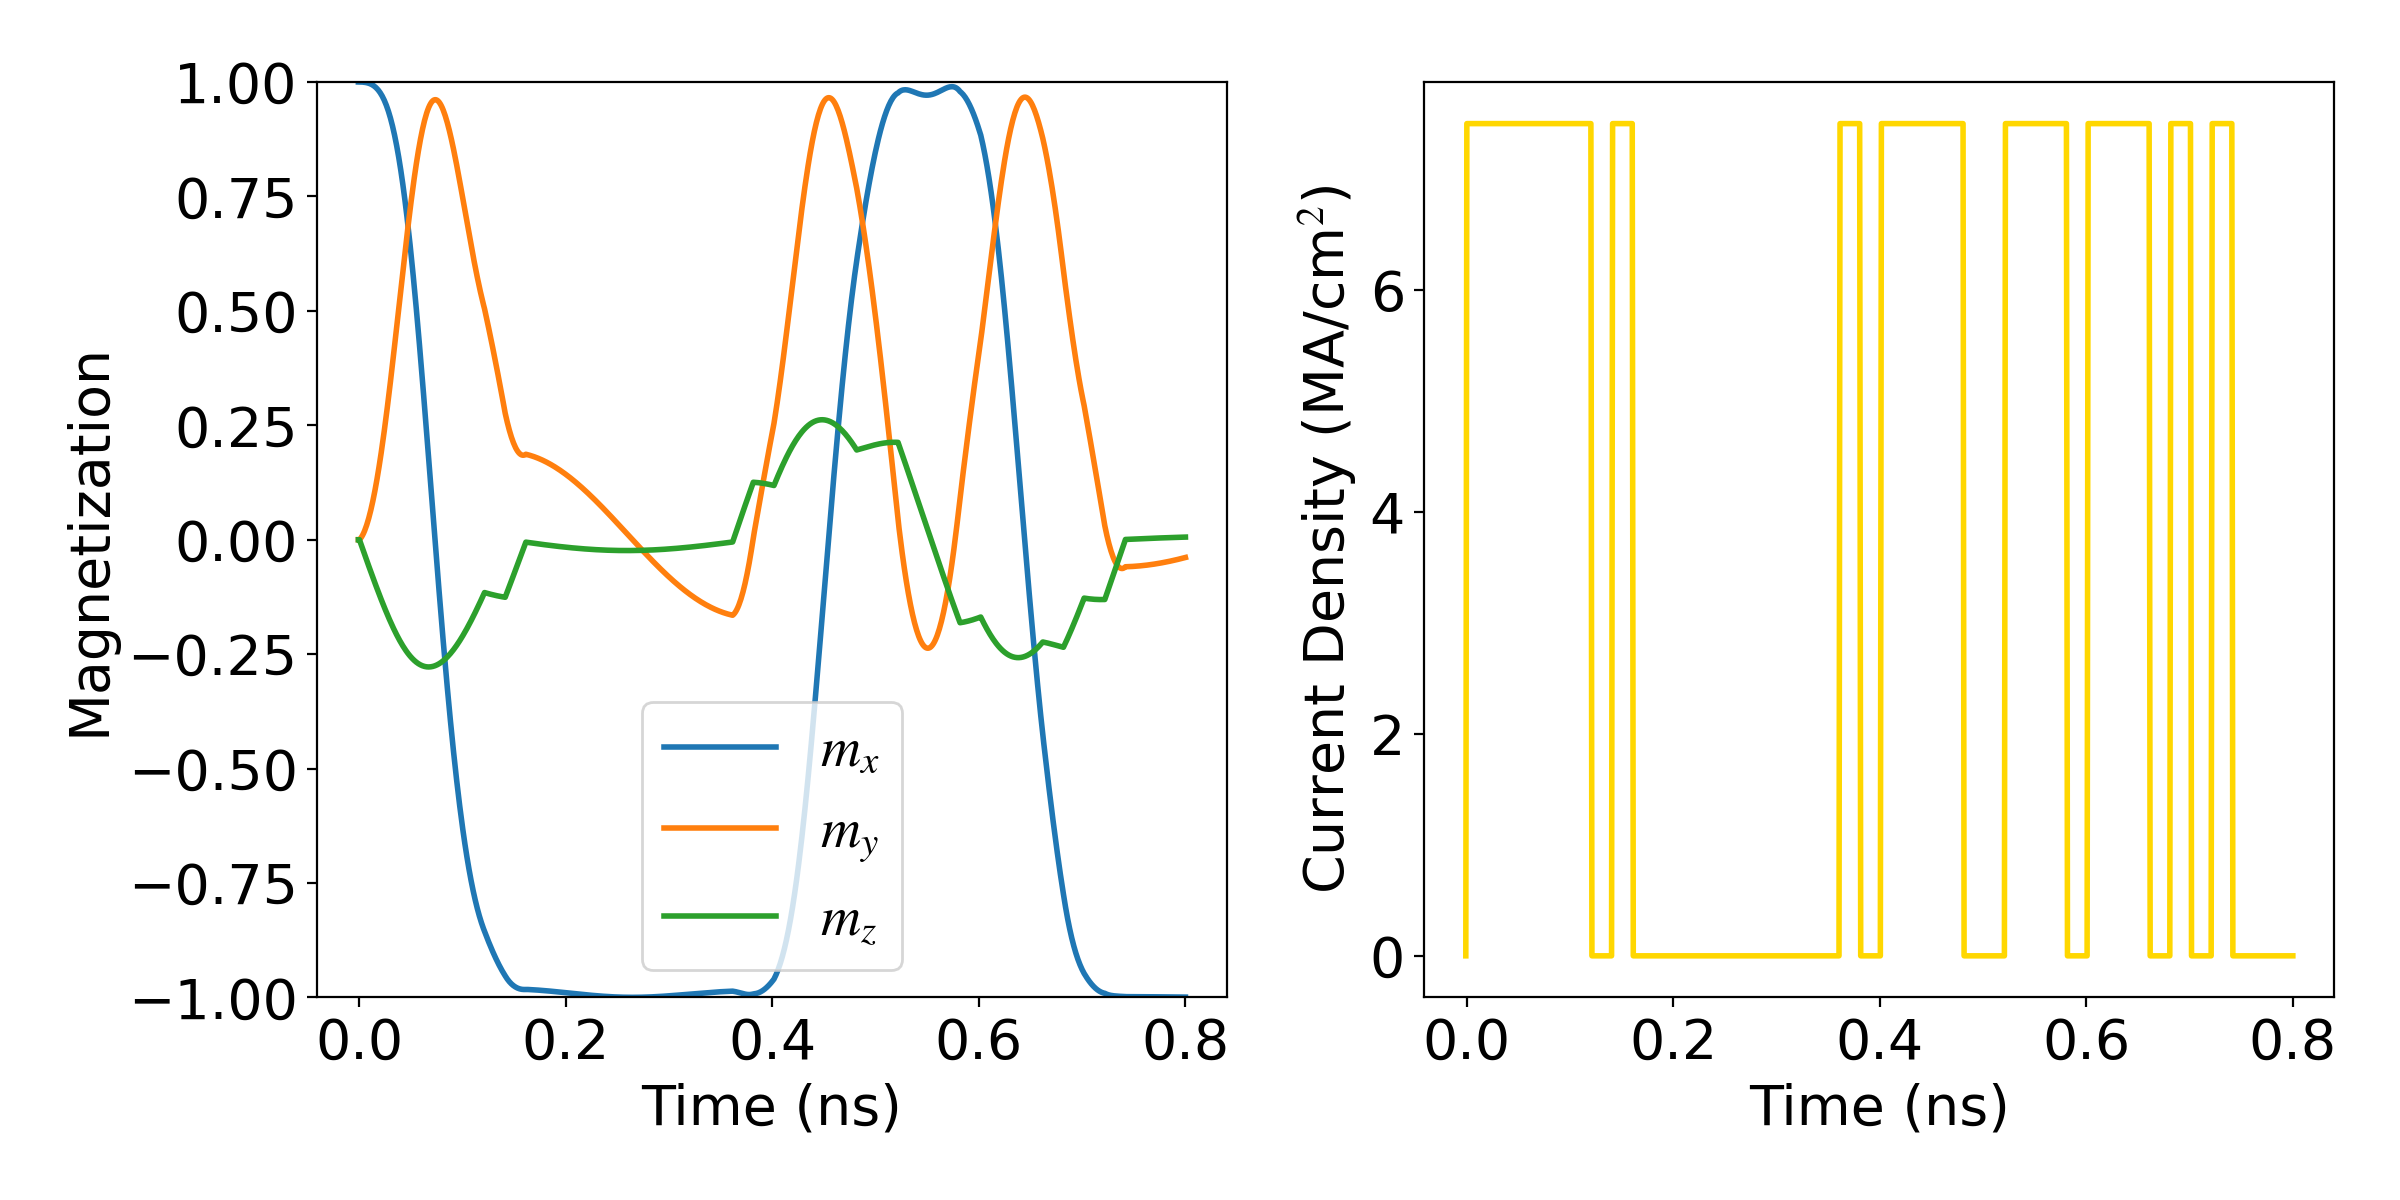 1.00
0.75
0.50
0.25
0.00
−0.25
−0.50
−0.75
−1.00
Magnetization
0.0 0.2 0.4 0.6 0.8
Time (ns)
m_x
m_y
m_z
6
4
2
0
Current Density (MA/cm²)
0.0 0.2 0.4 0.6 0.8
Time (ns)